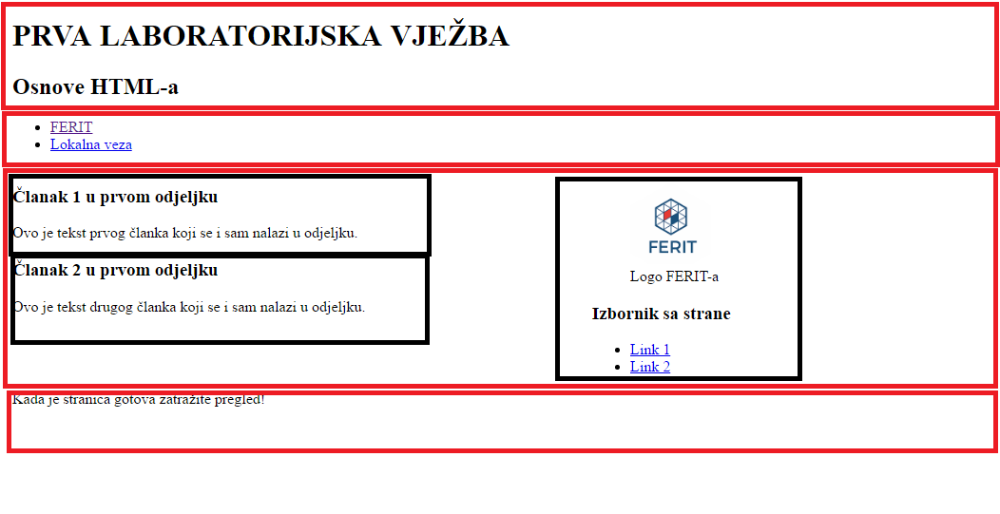 PRVA LABORATORIJSKA VJEŽBA
Osnove HTML-a
FERIT
Lokalna veza
Članak 1 u prvom odjeljku
Ovo je tekst prvog članka koji se i sam nalazi u odjeljku.
Članak 2 u prvom odjeljku
Ovo je tekst drugog članka koji se i sam nalazi u odjeljku.
FERIT
Logo FERIT-a
Izbornik sa strane
Link 1
Link 2
Kada je stranica gotova zatražite pregled!